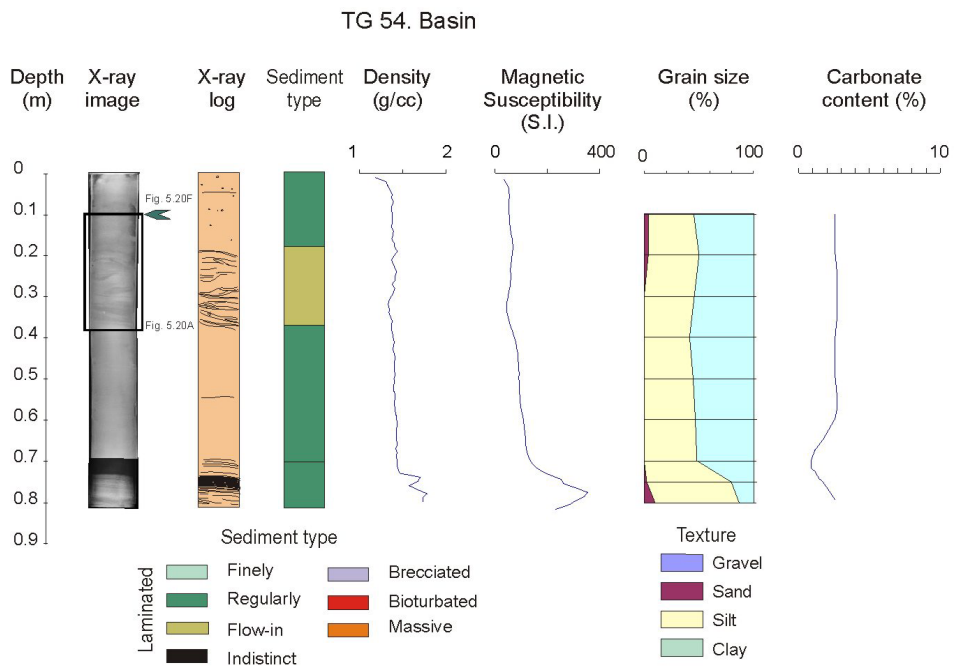 TG 54. Basin
Depth
(m)
X-ray
image
X-ray
log
Sediment
type
Density
(g/cc)
Magnetic
Susceptibility
(S.I.)
Grain size
(%)
Carbonate
content (%)
1 2
0 400
0 100
0 10
0
0.1
0.2
0.3
0.4
0.5
0.6
0.7
0.8
0.9
Fig. 5.20F
Fig. 5.20A
Sediment type
Laminated
Finely
Regularly
Flow-in
Indistinct
Brecciated
Bioturbated
Massive
Texture
Gravel
Sand
Silt
Clay